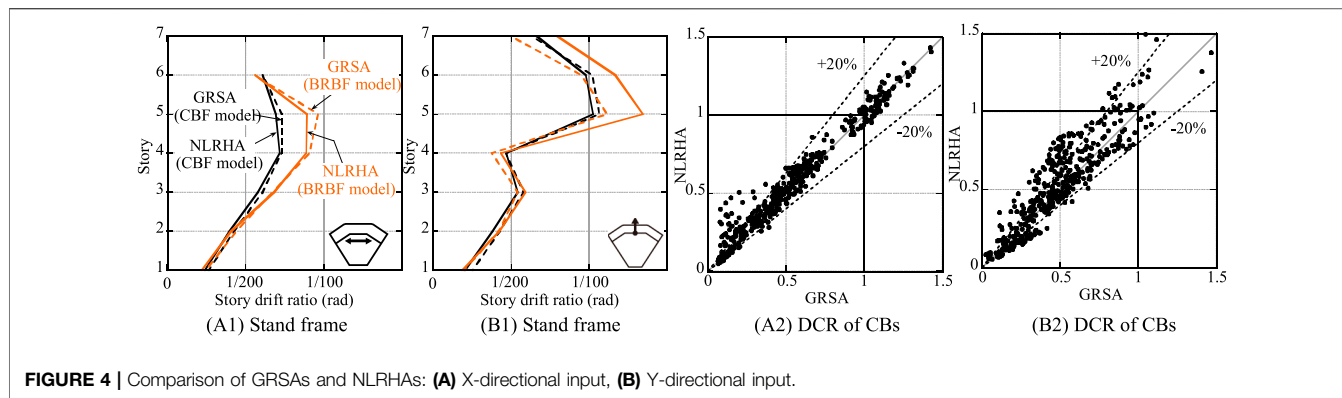 7
6
5
4
3
2
1
Story
GRSA
(BRBF model)
GRSA
(CBF model)
NLRHA
(CBF model)
NLRHA
(BRBF model)
0
1/200
1/100
Story drift ratio (rad)
(A1) Stand frame
7
6
5
4
3
2
1
Story
0
1/200
1/100
Story drift ratio (rad)
(B1) Stand frame
1.5
1
0.5
0
NLRHA
+20%
-20%
0
0.5
1
1.5
GRSA
(A2) DCR of CBs
1.5
1
0.5
0
NLRHA
+20%
-20%
0
0.5
1
1.5
GRSA
(B2) DCR of CBs
FIGURE 4 | Comparison of GRSAs and NLRHAs: (A) X-directional input, (B) Y-directional input.